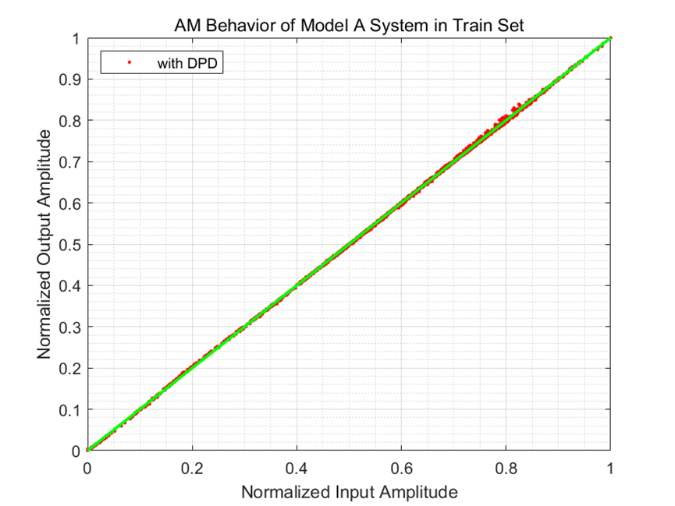 AM Behavior of Model A System in Train Set
with DPD
Normalized Output Amplitude
1
0.9
0.8
0.7
0.6
0.5
0.4
0.3
0.2
0.1
0
0 0.2 0.4 0.6 0.8 1
Normalized Input Amplitude